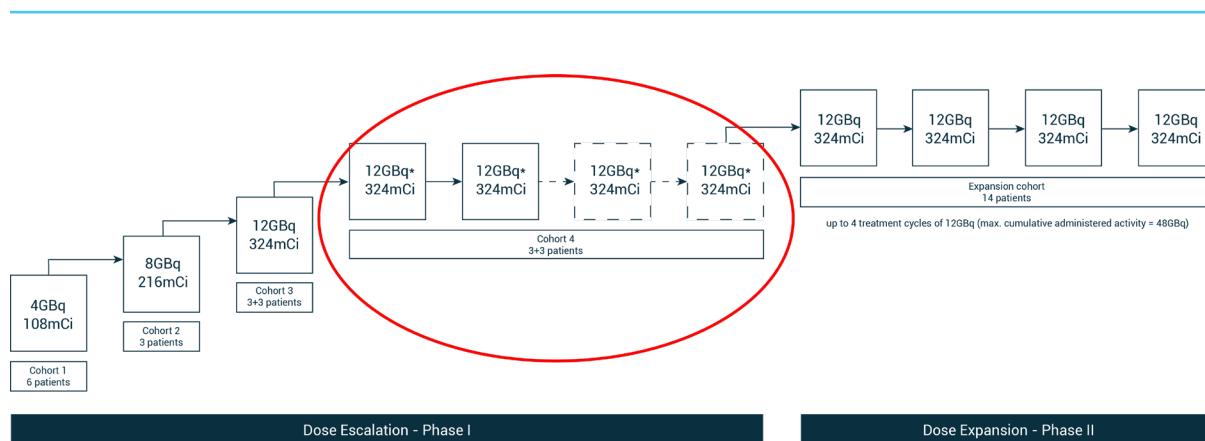 4GBq
108mCi
Cohort 1
6 patients
8GBq
216mCi
Cohort 2
3 patients
12GBq
324mCi
Cohort 3
3+3 patients
12GBq*
324mCi
12GBq*
324mCi
12GBq*
324mCi
12GBq*
324mCi
Cohort 4
3+3 patients
12GBq
324mCi
12GBq
324mCi
12GBq
324mCi
12GBq
324mCi
Expansion cohort
14 patients
up to 4 treatment cycles of 12GBq (max. cumulative administered activity = 48GBq)
Dose Escalation - Phase I
Dose Expansion - Phase II